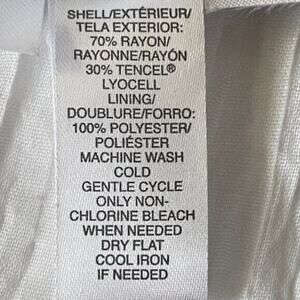 SHELL/EXTÉRIEUR/
TELA EXTERIOR:
70% RAYON/
RAYONNE/RAYÓN
30% TENCEL®
LYOCELL
LINING/
DOUBLURE/FORRO:
100% POLYESTER/
POLIÉSTER
MACHINE WASH
COLD
GENTLE CYCLE
ONLY NON-
CHLORINE BLEACH
WHEN NEEDED
DRY FLAT
COOL IRON
IF NEEDED